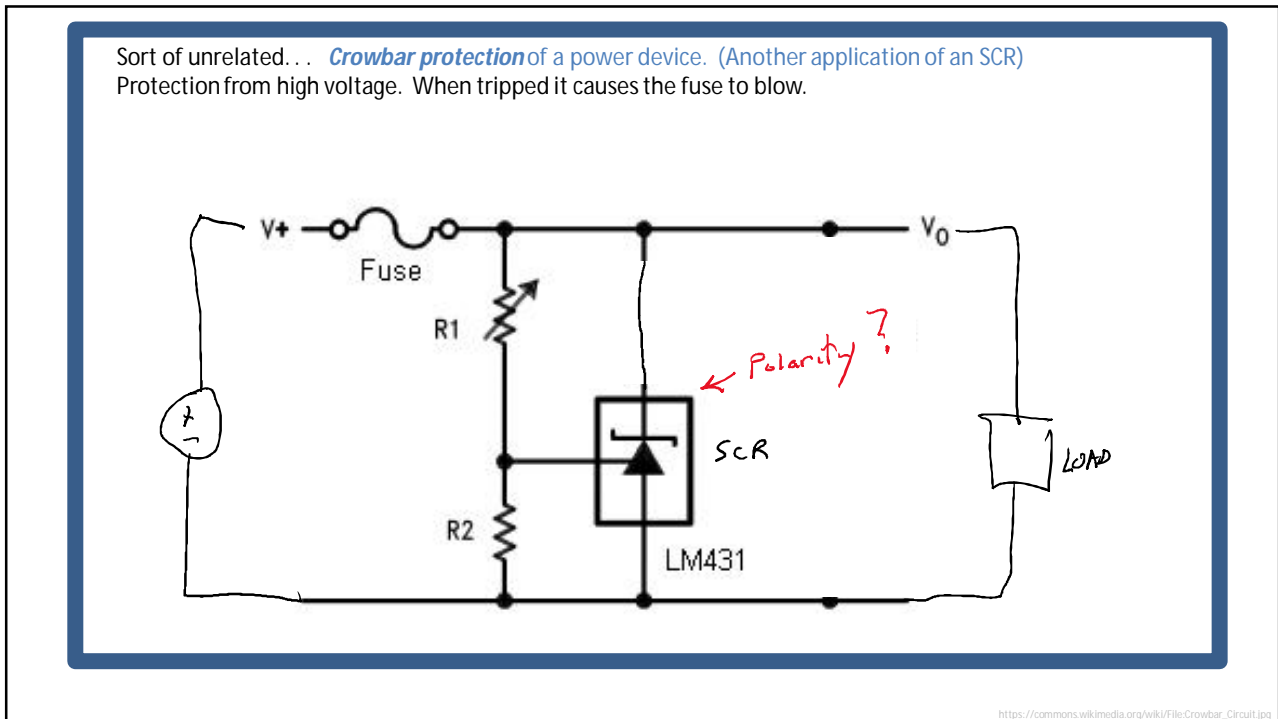 Sort of unrelated... Crowbar protection of a power device. (Another application of an SCR)
Protection from high voltage. When tripped it causes the fuse to blow.
V+
Fuse
V0
R1
Polarity ?
+
-
SCR
LOAD
R2
LM431
https://commons.wikimedia.org/wiki/File:Crowbar_Circuit.jpg